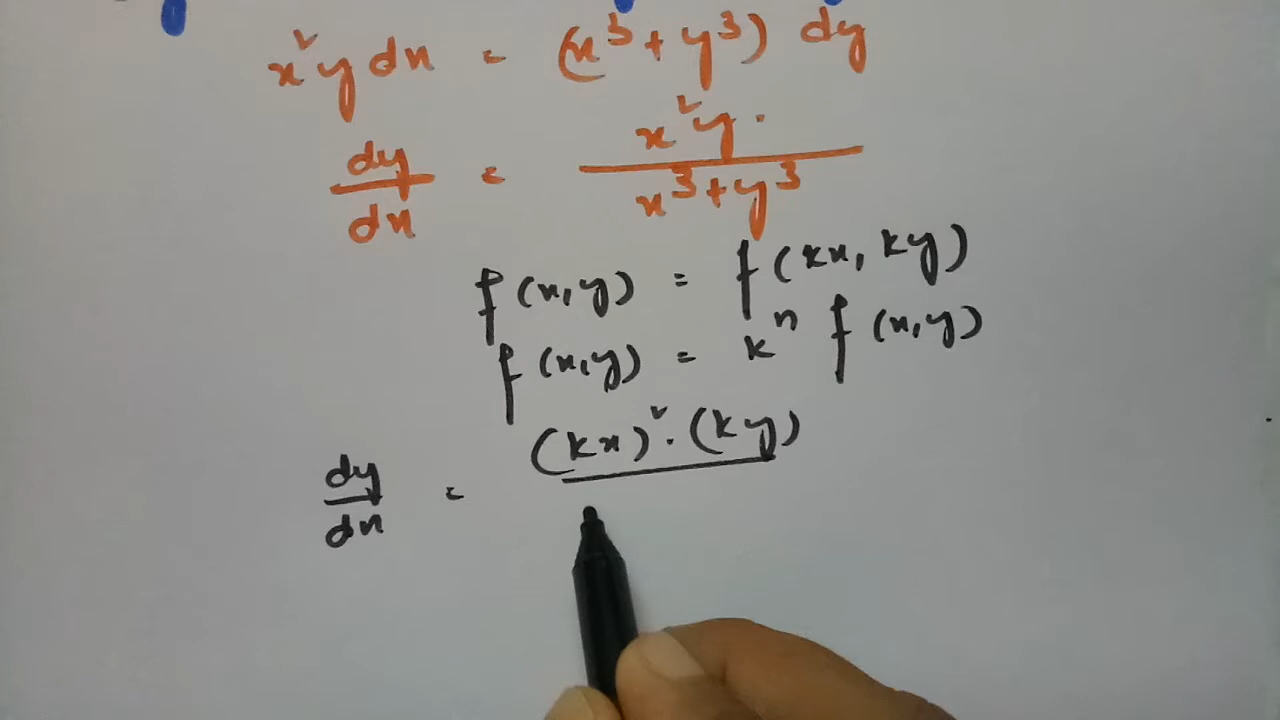 x²y dx = (x³+y³) dy
dy/dx = x²y. / x³+y³
f(x,y) = f(kx, ky)
f(x,y) = kⁿ f(x,y)
dy/dx = (kx)².(ky)